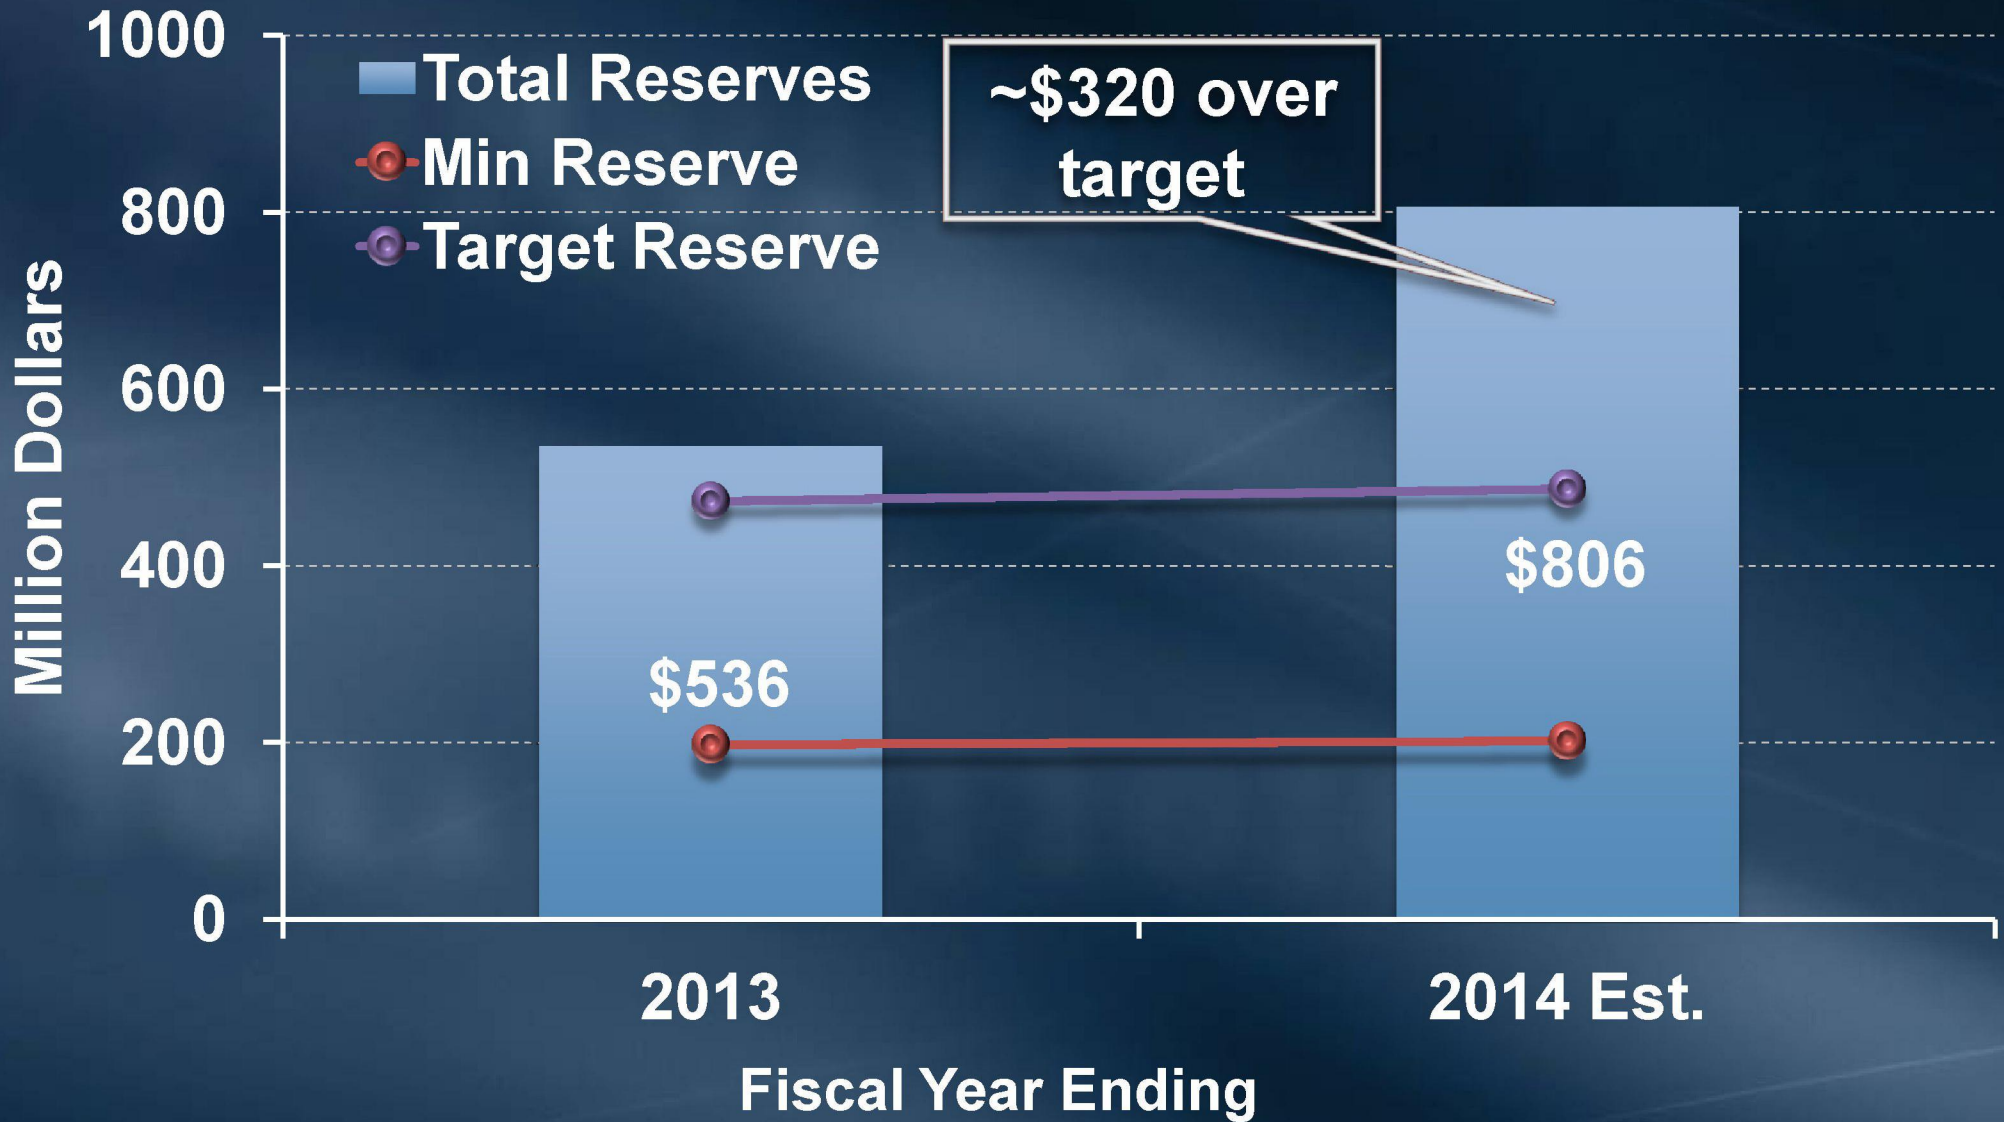 1000
800
600
400
200
0
Million Dollars
Total Reserves
Min Reserve
Target Reserve
~$320 over
target
$536
$806
2013
2014 Est.
Fiscal Year Ending